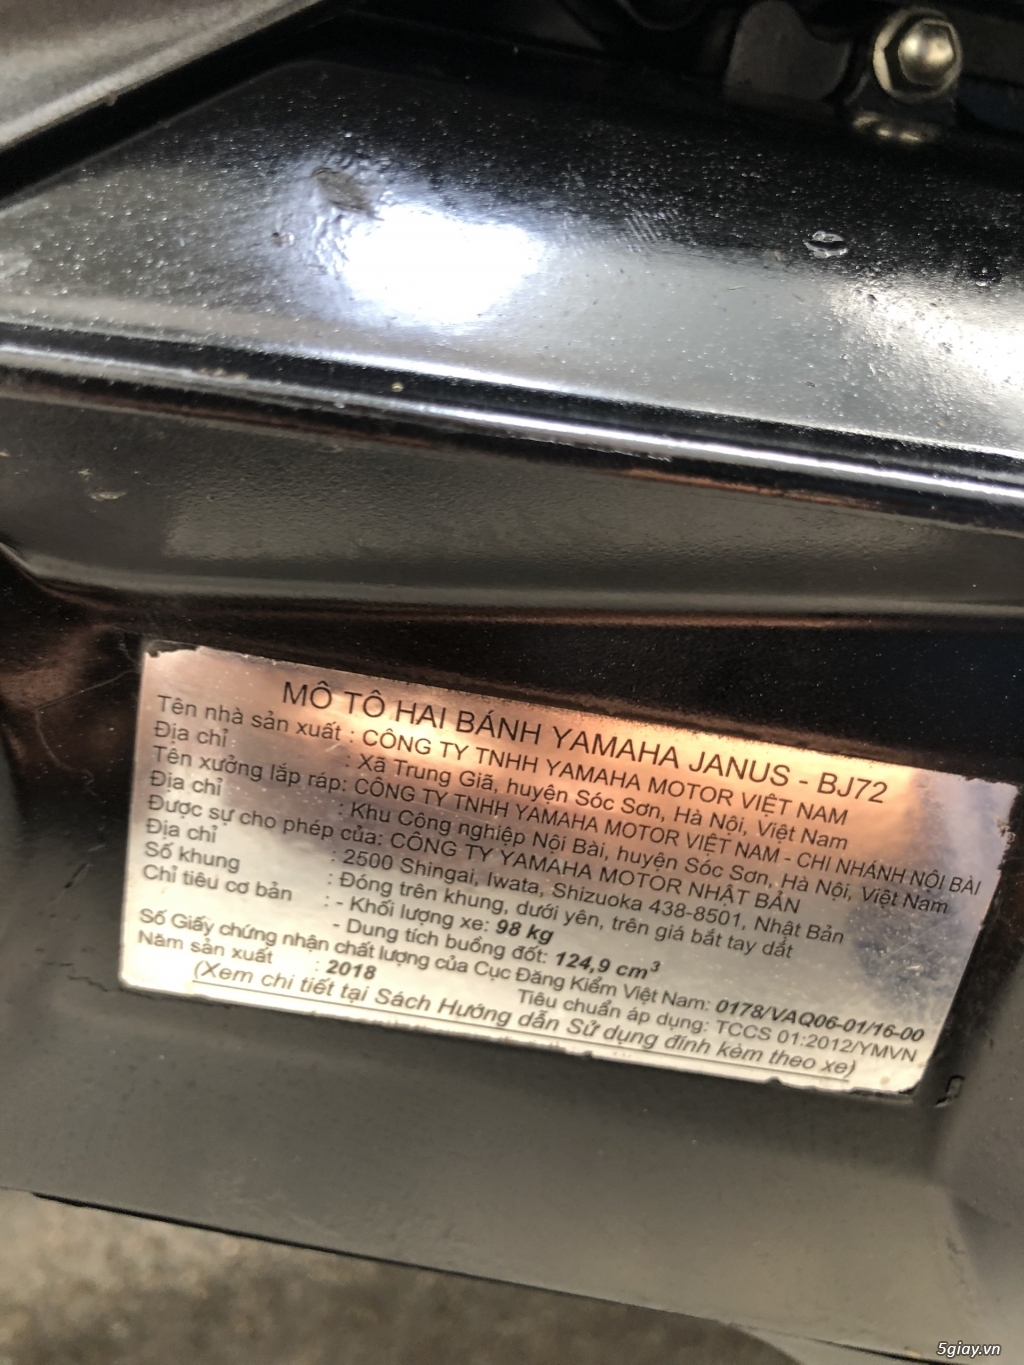 MÔ TÔ HAI BÁNH YAMAHA JANUS - BJ72
Tên nhà sản xuất : CÔNG TY TNHH YAMAHA MOTOR VIỆT NAM
Địa chỉ : Xã Trung Giã, huyện Sóc Sơn, Hà Nội, Việt Nam
Tên xưởng lắp ráp: CÔNG TY TNHH YAMAHA MOTOR VIỆT NAM - CHI NHÁNH NỘI BÀI
Địa chỉ : Khu Công nghiệp Nội Bài, huyện Sóc Sơn, Hà Nội, Việt Nam
Được sự cho phép của: CÔNG TY YAMAHA MOTOR NHẬT BẢN
Địa chỉ : 2500 Shingai, Iwata, Shizuoka 438-8501, Nhật Bản
Số khung : Đóng trên khung, dưới yên, trên giá bắt tay dắt
Chỉ tiêu cơ bản : - Khối lượng xe: 98 kg
- Dung tích buồng đốt: 124,9 cm³
Số Giấy chứng nhận chất lượng của Cục Đăng Kiểm Việt Nam: 0178/VAQ06-01/16-00
Năm sản xuất : 2018 Tiêu chuẩn áp dụng: TCCS 01:2012/YMVN
(Xem chi tiết tại Sách Hướng dẫn Sử dụng đính kèm theo xe)
5giay.vn